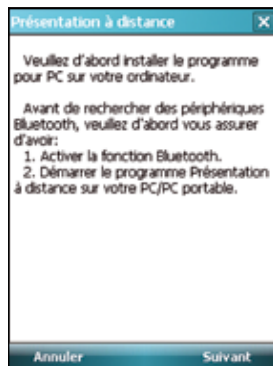 Présentation à distance
Veuillez d'abord installer le programme
pour PC sur votre ordinateur.
Avant de rechercher des périphériques
Bluetooth, veuillez d'abord vous assurer
d'avoir:
1. Activer la fonction Bluetooth.
2. Démarrer le programme Présentation
à distance sur votre PC/PC portable.
Annuler Suivant